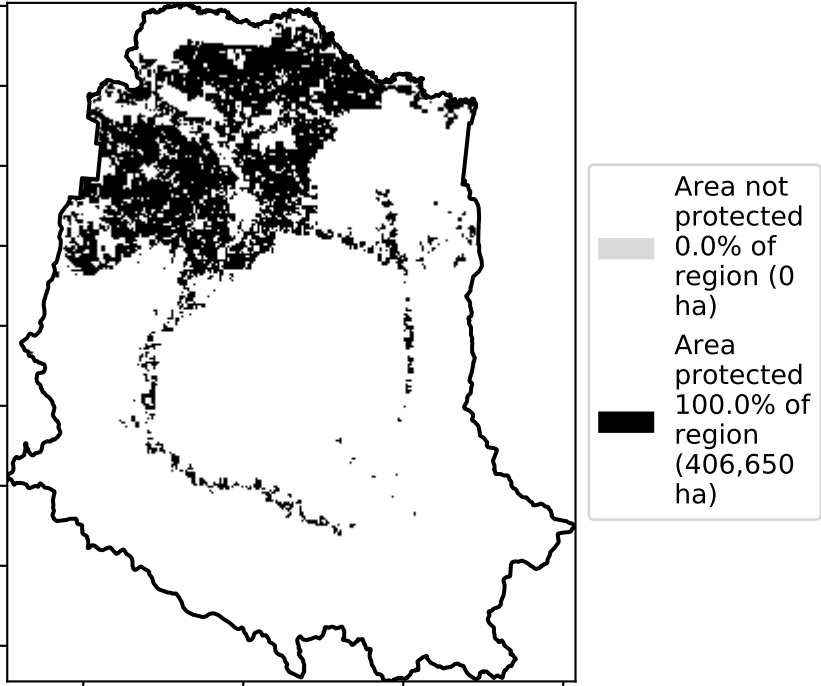 Area not
protected
0.0% of
region (0
ha)
Area
protected
100.0% of
region
(406,650
ha)